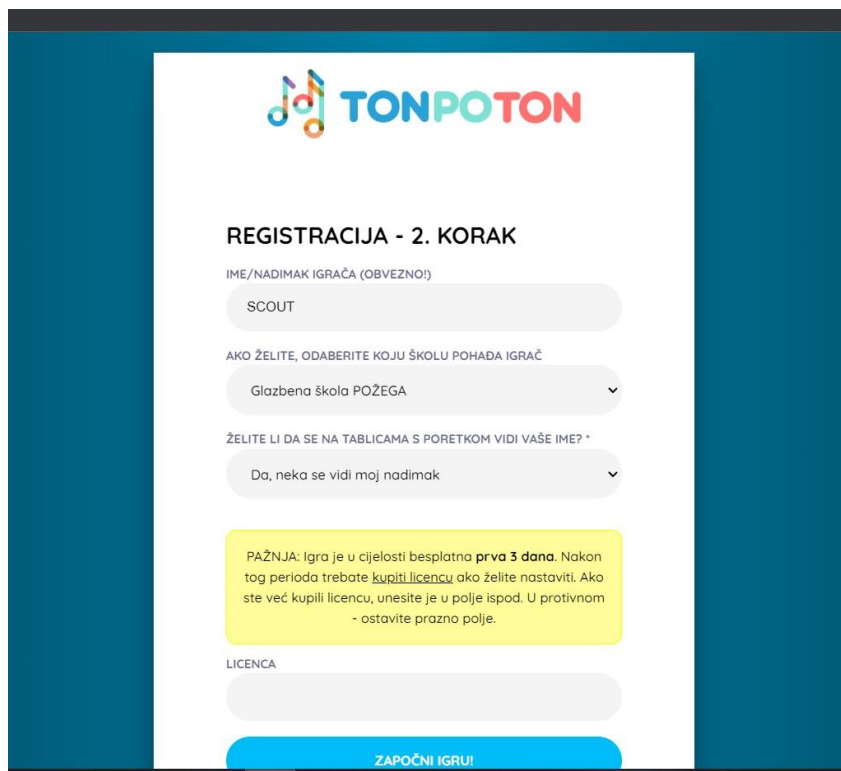 TONPOTON
REGISTRACIJA - 2. KORAK
IME/NADIMAK IGRAČA (OBVEZNO!)
SCOUT
AKO ŽELITE, ODABERITE KOJU ŠKOLU POHAĐA IGRAČ
Glazbena škola POŽEGA
ŽELITE LI DA SE NA TABLICAMA S PORETKOM VIDI VAŠE IME? *
Da, neka se vidi moj nadimak
PAŽNJA: Igra je u cijelosti besplatna prva 3 dana. Nakon
tog perioda trebate kupiti licencu ako želite nastaviti. Ako
ste već kupili licencu, unesite je u polje ispod. U protivnom
- ostavite prazno polje.
LICENCA
ZAPOČNI IGRU!